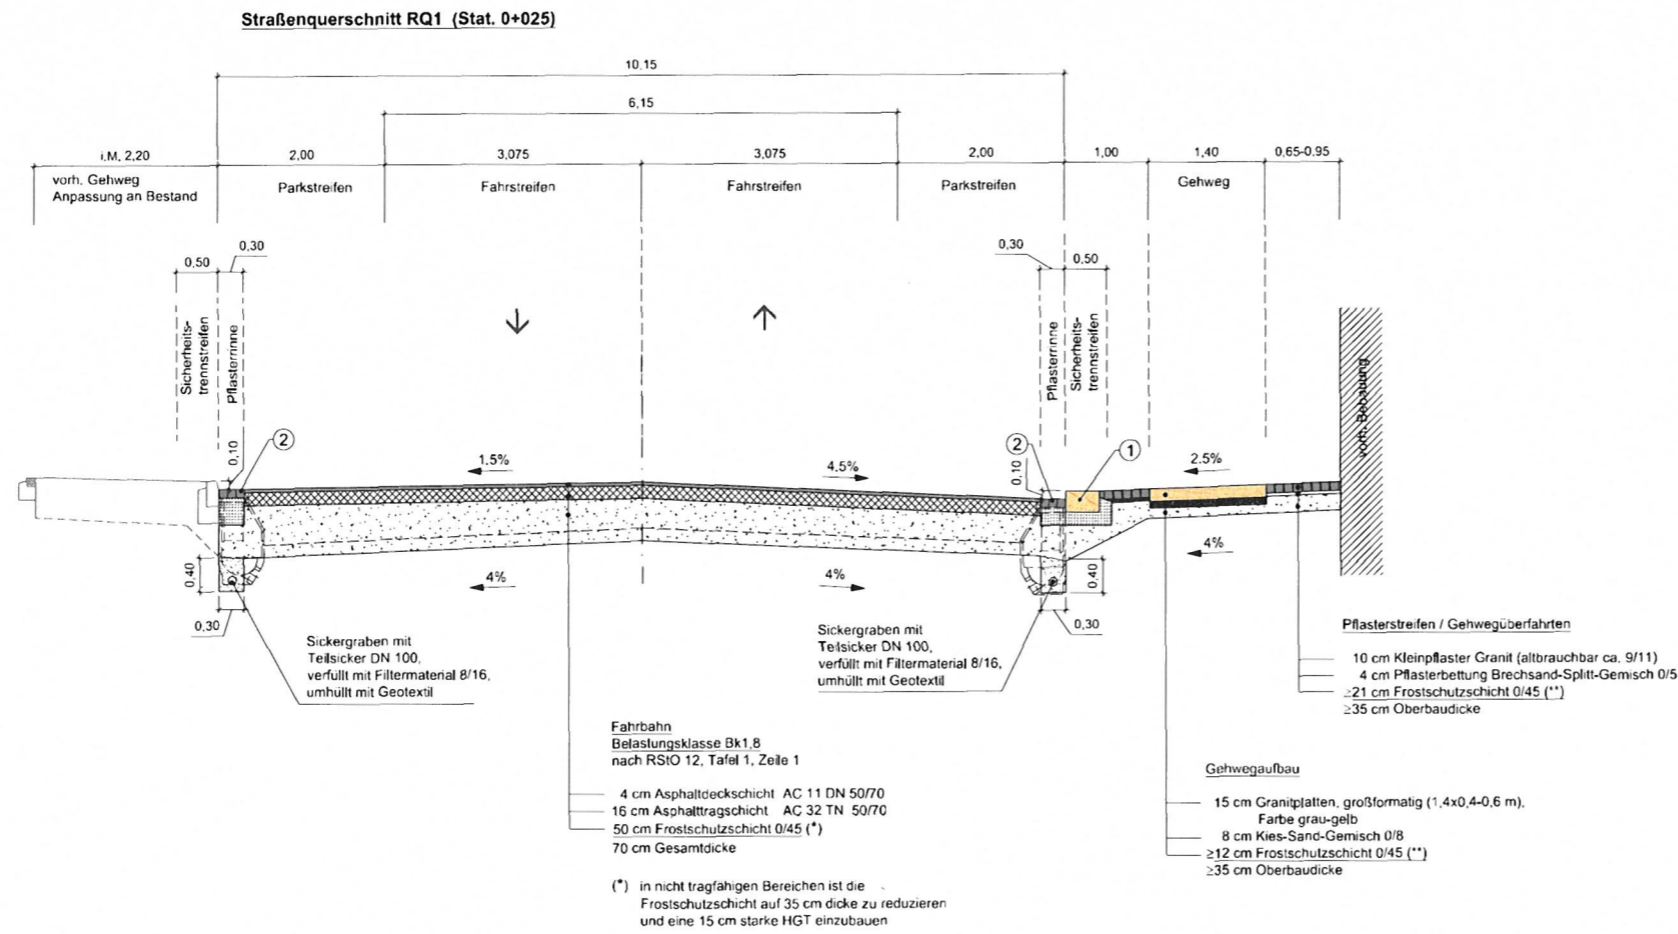 Straßenquerschnitt RQ1 (Stat. 0+025)
10,15
6,15
i.M. 2,20
2,00
3,075
3,075
2,00
1,00
1,40
0,65-0,95
vorh. Gehweg
Anpassung an Bestand
Parkstreifen
Fahrstreifen
Fahrstreifen
Parkstreifen
Gehweg
0,50
0,30
0,30
0,50
Sicherheits-
trennstreifen
Pflasterrinne
Pflasterrinne
Sicherheits-
trennstreifen
vorh. Bebauung
0,10
2
2
0,10
1
1,5%
4,5%
2,5%
4%
4%
4%
0,40
0,30
0,40
0,30
Sickergraben mit
Teilsicker DN 100,
verfüllt mit Filtermaterial 8/16,
umhüllt mit Geotextil
Sickergraben mit
Teilsicker DN 100,
verfüllt mit Filtermaterial 8/16,
umhüllt mit Geotextil
Pflasterstreifen / Gehwegüberfahrten
10 cm Kleinpflaster Granit (altbrauchbar ca. 9/11)
4 cm Pflasterbettung Brechsand-Splitt-Gemisch 0/5
≥21 cm Frostschutzschicht 0/45 (**)
≥35 cm Oberbaudicke
Fahrbahn
Belastungsklasse Bk1,8
nach RStO 12, Tafel 1, Zeile 1
4 cm Asphaltdeckschicht AC 11 DN 50/70
16 cm Asphalttragschicht AC 32 TN 50/70
50 cm Frostschutzschicht 0/45 (*)
70 cm Gesamtdicke
(*) in nicht tragfähigen Bereichen ist die
Frostschutzschicht auf 35 cm dicke zu reduzieren
und eine 15 cm starke HGT einzubauen
Gehwegaufbau
15 cm Granitplatten, großformatig (1,4x0,4-0,6 m),
Farbe grau-gelb
8 cm Kies-Sand-Gemisch 0/8
≥12 cm Frostschutzschicht 0/45 (**)
≥35 cm Oberbaudicke